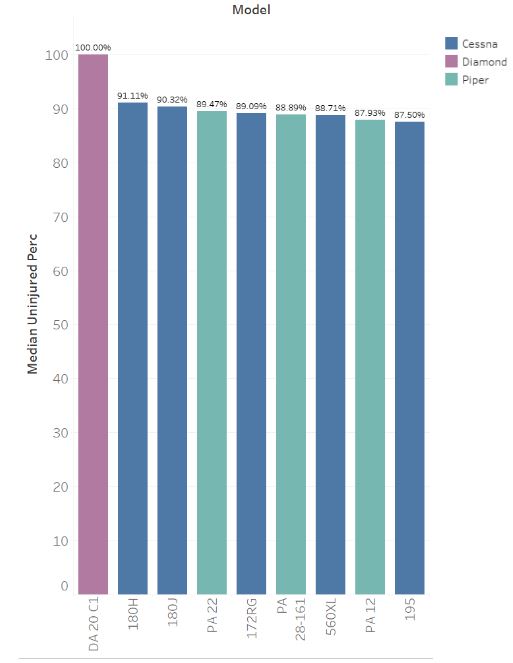 Model
Cessna
Diamond
Piper
Median Uninjured Perc
100
90
80
70
60
50
40
30
20
10
0
100.00%
91.11%
90.32%
89.47%
89.09%
88.89%
88.71%
87.93%
87.50%
DA 20 C1
180H
180J
PA 22
172RG
PA
28-161
560XL
PA 12
195